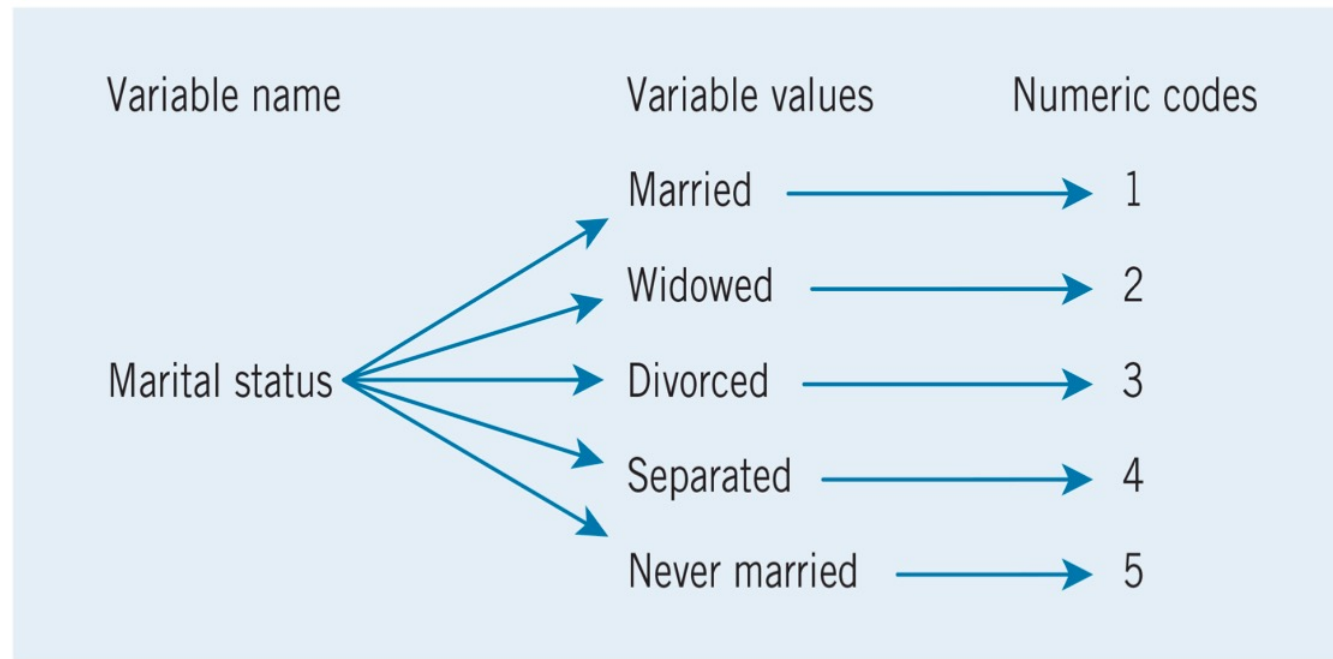 Variable name Variable values Numeric codes
Married 1
Widowed 2
Marital status Divorced 3
Separated 4
Never married 5